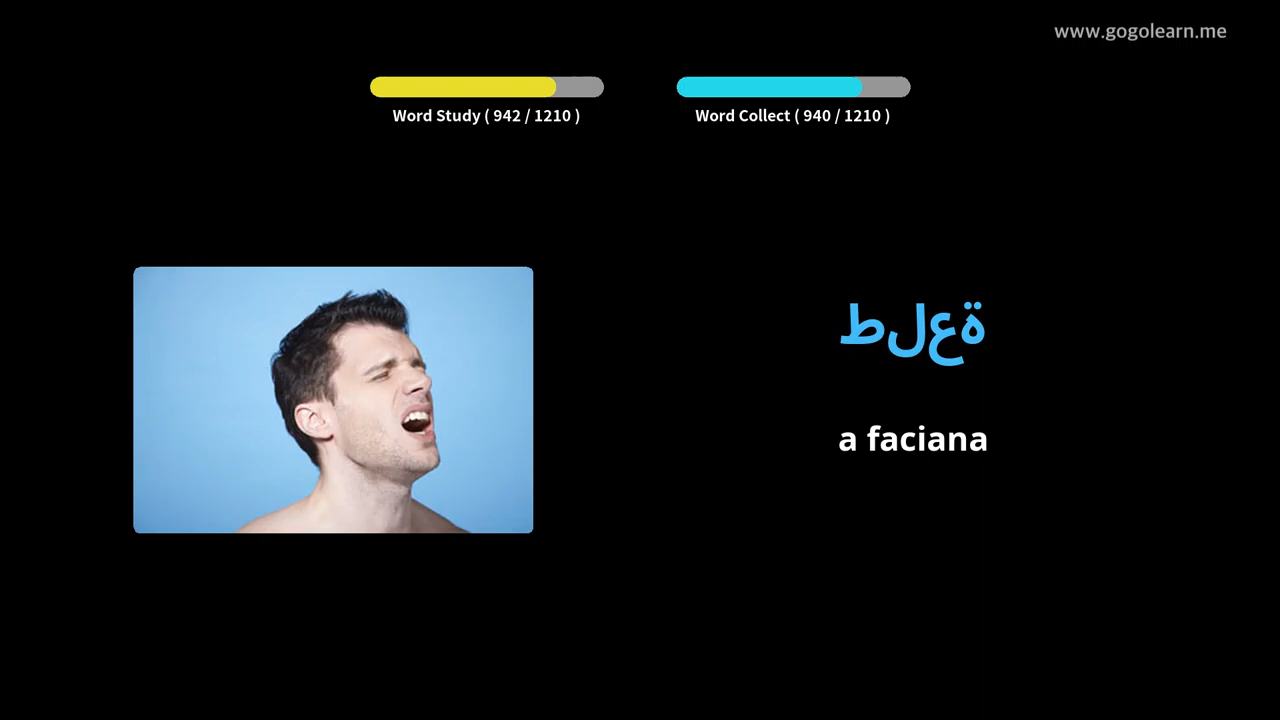 www.gogolearn.me
Word Study ( 942 / 1210 )
Word Collect ( 940 / 1210 )
طلعة
a faciana